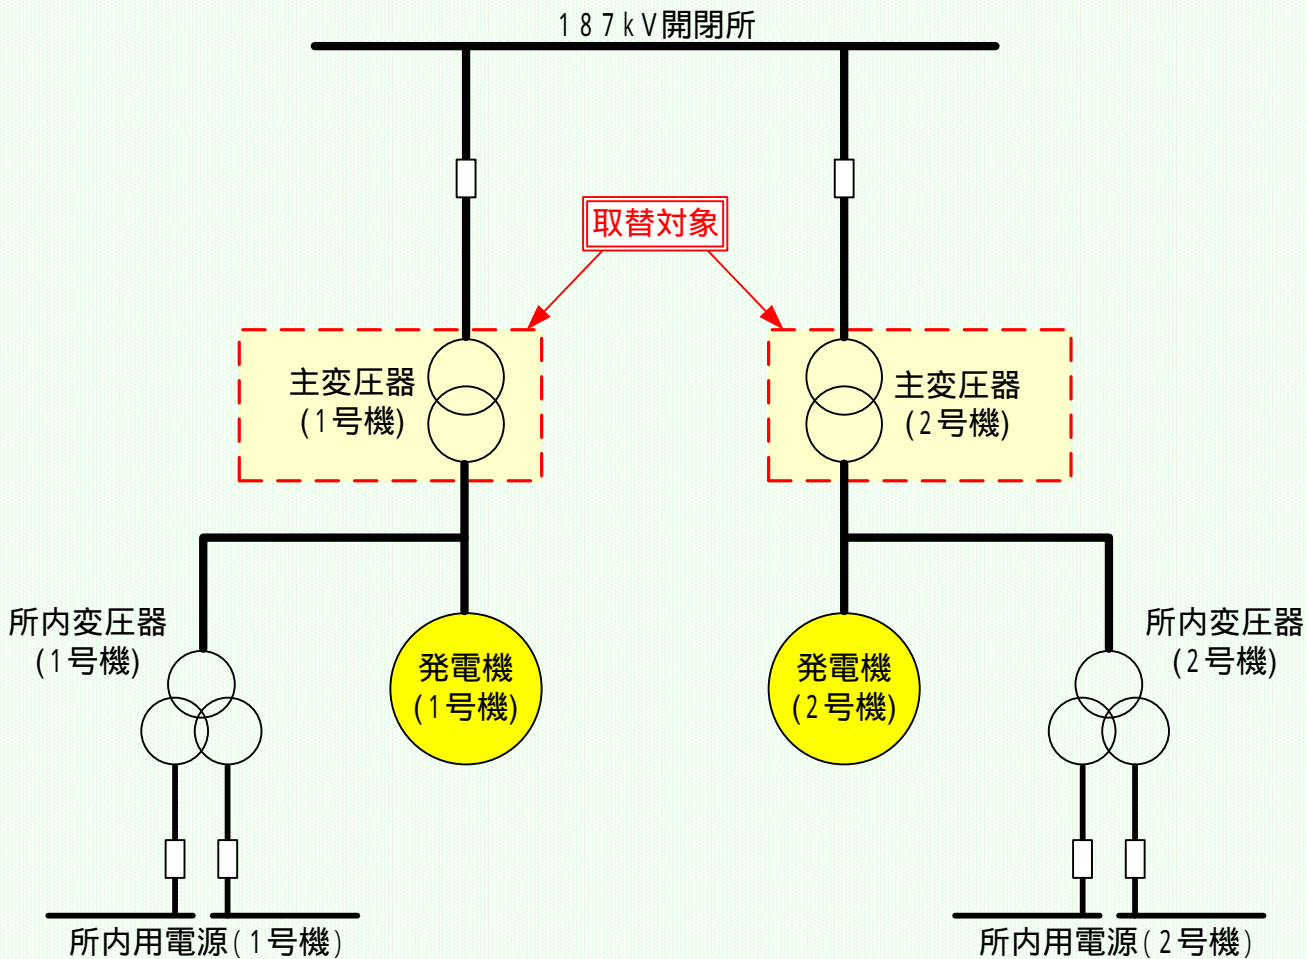 187kV開閉所
取替対象
主変圧器
(1号機)
主変圧器
(2号機)
所内変圧器
(1号機)
発電機
(1号機)
発電機
(2号機)
所内変圧器
(2号機)
所内用電源(1号機)
所内用電源(2号機)